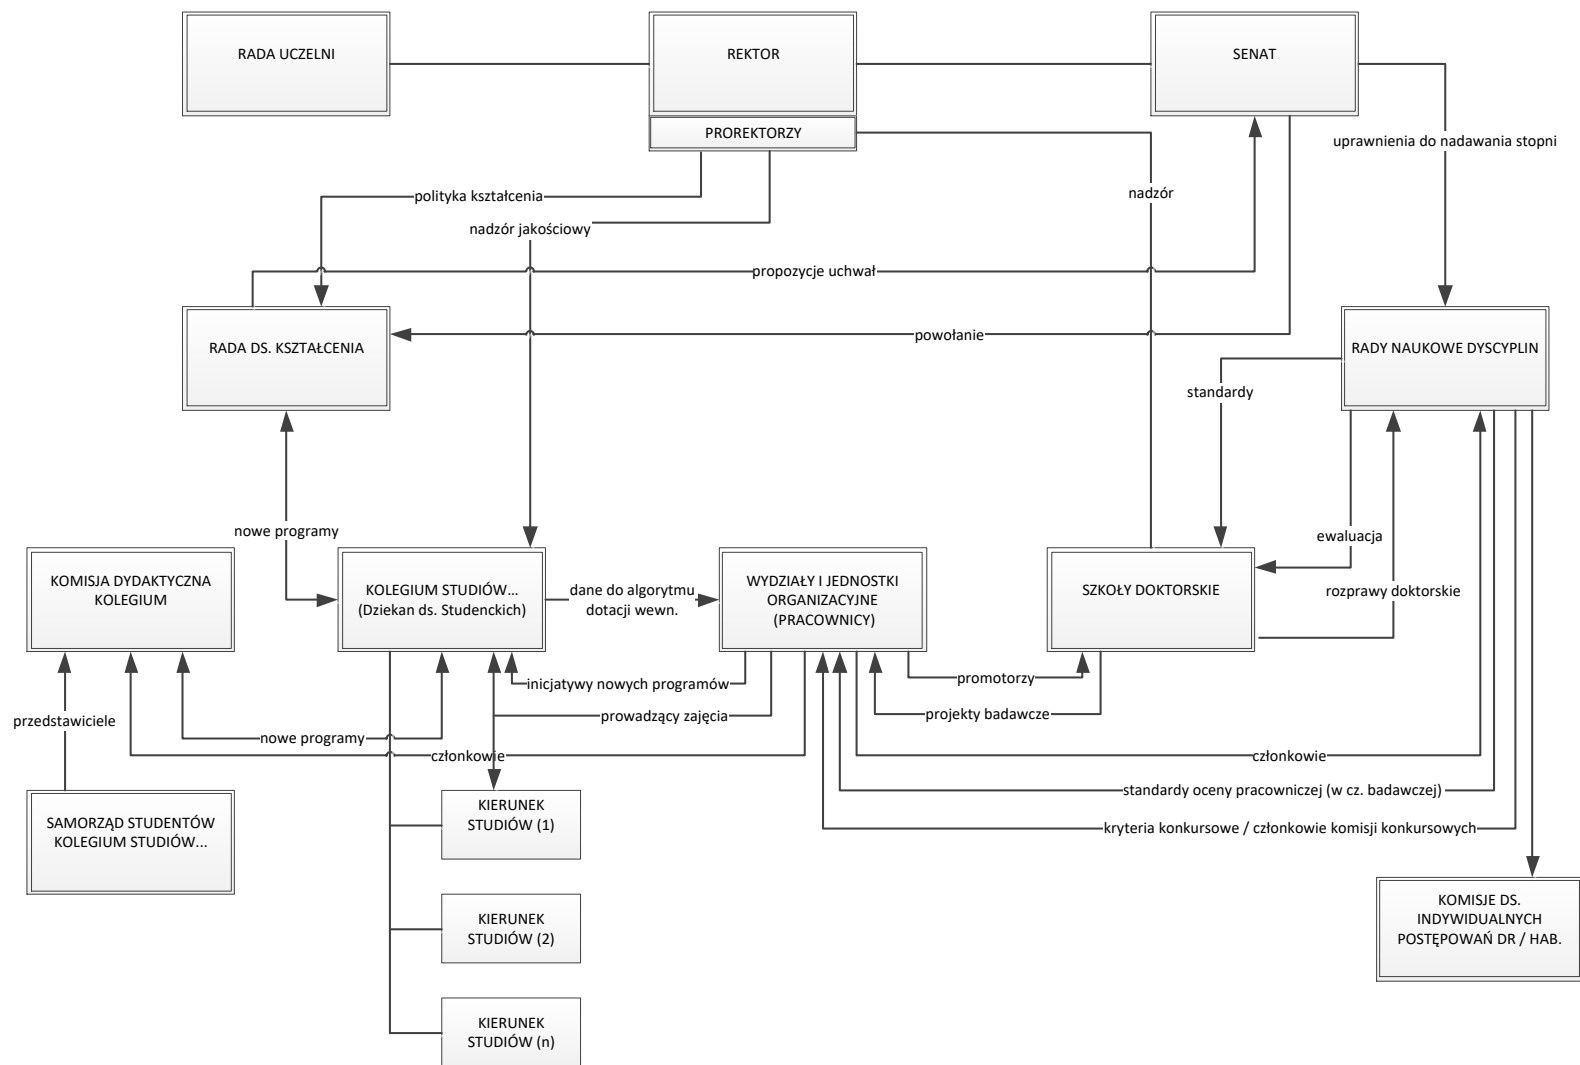 RADA UCZELNI
REKTOR
SENAT
PROREKTORZY
uprawnienia do nadawania stopni
polityka kształcenia
nadzór
nadzór jakościowy
propozycje uchwał
powołanie
RADA DS. KSZTAŁCENIA
RADY NAUKOWE DYSCYPLIN
standardy
nowe programy
ewaluacja
rozprawy doktorskie
KOMISJA DYDAKTYCZNA
KOLEGIUM
KOLEGIUM STUDIÓW...
(Dziekan ds. Studenckich)
dane do algorytmu
dotacji wewn.
WYDZIAŁY I JEDNOSTKI
ORGANIZACYJNE
(PRACOWNICY)
SZKOŁY DOKTORSKIE
inicjatywy nowych programów
promotorzy
przedstawiciele
prowadzący zajęcia
projekty badawcze
nowe programy
członkowie
członkowie
standardy oceny pracowniczej (w cz. badawczej)
kryteria konkursowe / członkowie komisji konkursowych
SAMORZĄD STUDENTÓW
KOLEGIUM STUDIÓW...
KIERUNEK
STUDIÓW (1)
KIERUNEK
STUDIÓW (2)
KIERUNEK
STUDIÓW (n)
KOMISJE DS.
INDYWIDUALNYCH
POSTĘPOWAŃ DR / HAB.